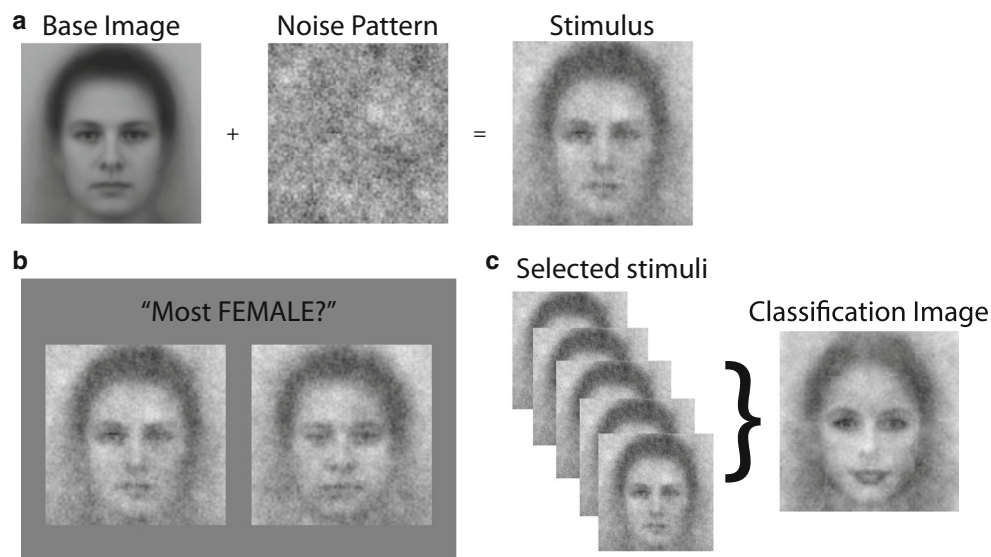 a
Base Image
Noise Pattern
Stimulus
+
=
b
"Most FEMALE?"
c
Selected stimuli
}
Classification Image